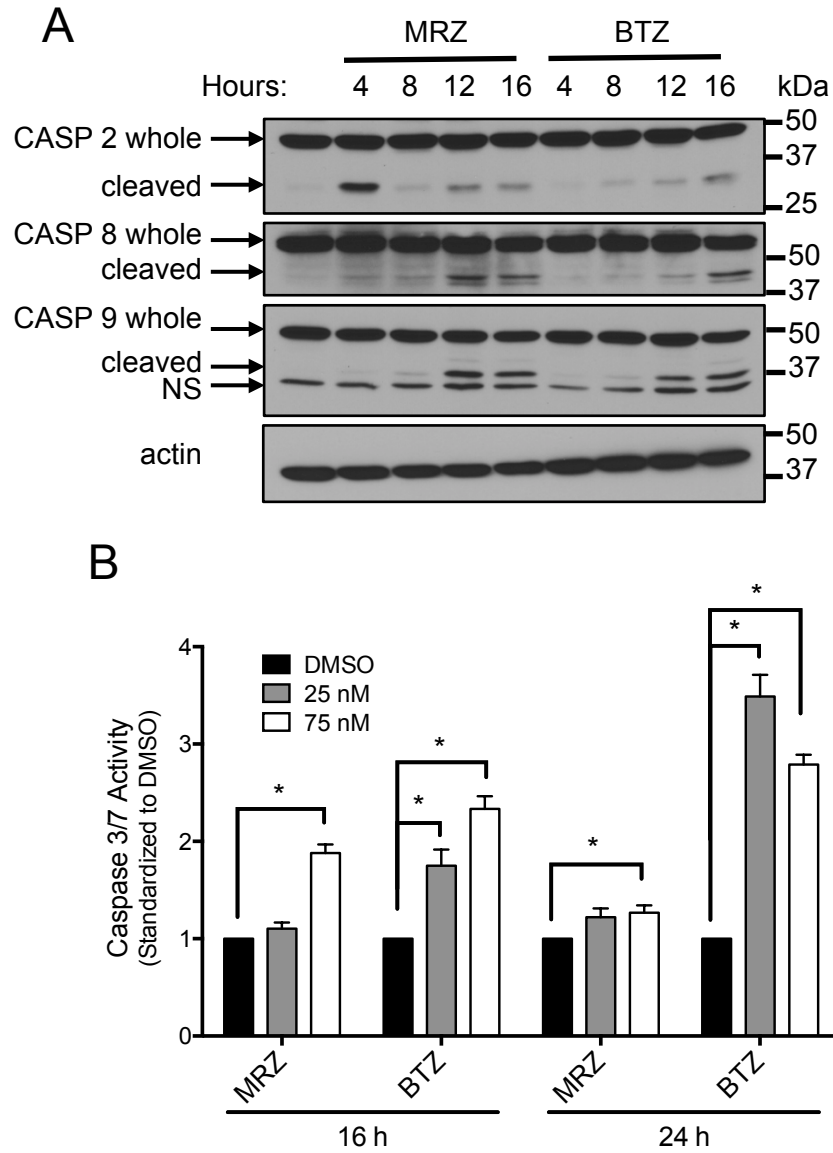 A
MRZ BTZ
Hours: 4 8 12 16 4 8 12 16 kDa
CASP 2 whole 50
37
cleaved 25
CASP 8 whole 50
cleaved 37
CASP 9 whole 50
cleaved 37
NS
actin 50
37
B
* * * * * *
4
3
2
1
0
DMSO
25 nM
75 nM
Caspase 3/7 Activity
(Standardized to DMSO)
MRZ BTZ MRZ BTZ
16 h 24 h